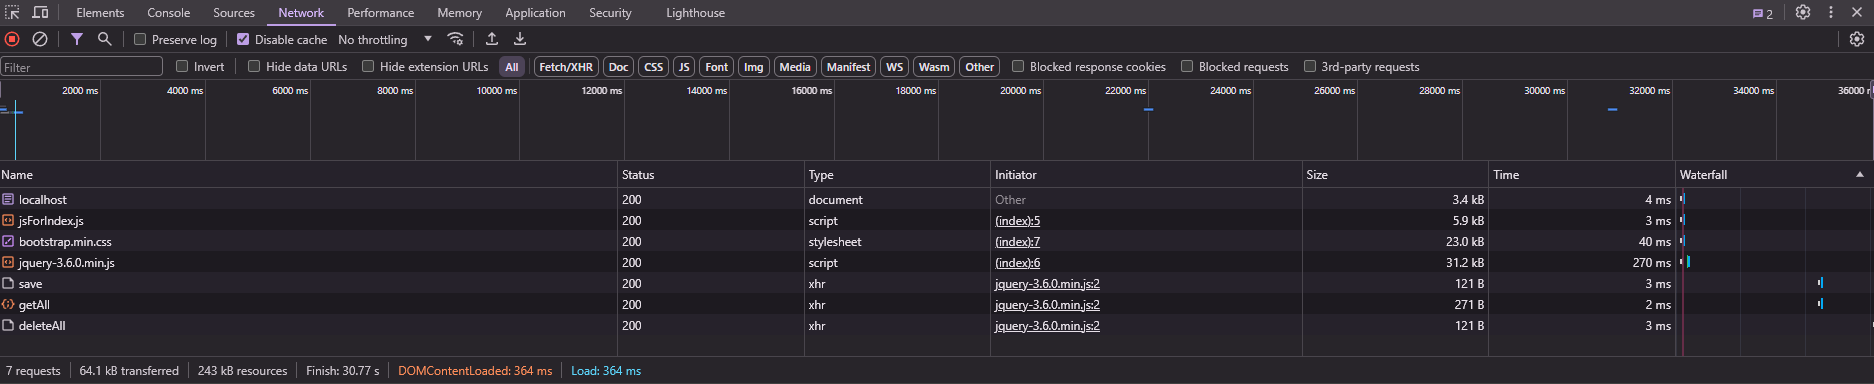 Elements Console Sources Network Performance Memory Application Security Lighthouse 2
Preserve log Disable cache No throttling
Filter Invert Hide data URLs Hide extension URLs All Fetch/XHR Doc CSS JS Font Img Media Manifest WS Wasm Other Blocked response cookies Blocked requests 3rd-party requests
2000 ms 4000 ms 6000 ms 8000 ms 10000 ms 12000 ms 14000 ms 16000 ms 18000 ms 20000 ms 22000 ms 24000 ms 26000 ms 28000 ms 30000 ms 32000 ms 34000 ms 36000
Name Status Type Initiator Size Time Waterfall
localhost 200 document Other 3.4 kB 4 ms
jsForIndex.js 200 script (index):5 5.9 kB 3 ms
bootstrap.min.css 200 stylesheet (index):7 23.0 kB 40 ms
jquery-3.6.0.min.js 200 script (index):6 31.2 kB 270 ms
save 200 xhr jquery-3.6.0.min.js:2 121 B 3 ms
getAll 200 xhr jquery-3.6.0.min.js:2 271 B 2 ms
deleteAll 200 xhr jquery-3.6.0.min.js:2 121 B 3 ms
7 requests 64.1 kB transferred 243 kB resources Finish: 30.77 s DOMContentLoaded: 364 ms Load: 364 ms